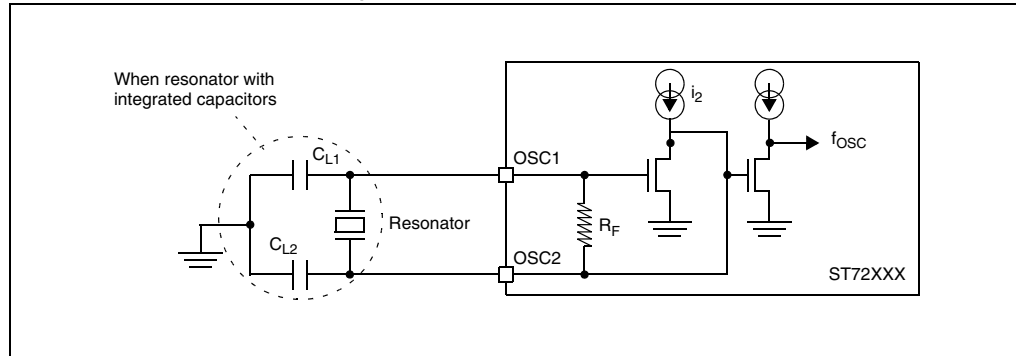 When resonator with
integrated capacitors
CL1
OSC1
i2
fOSC
Resonator
RF
CL2
OSC2
ST72XXX